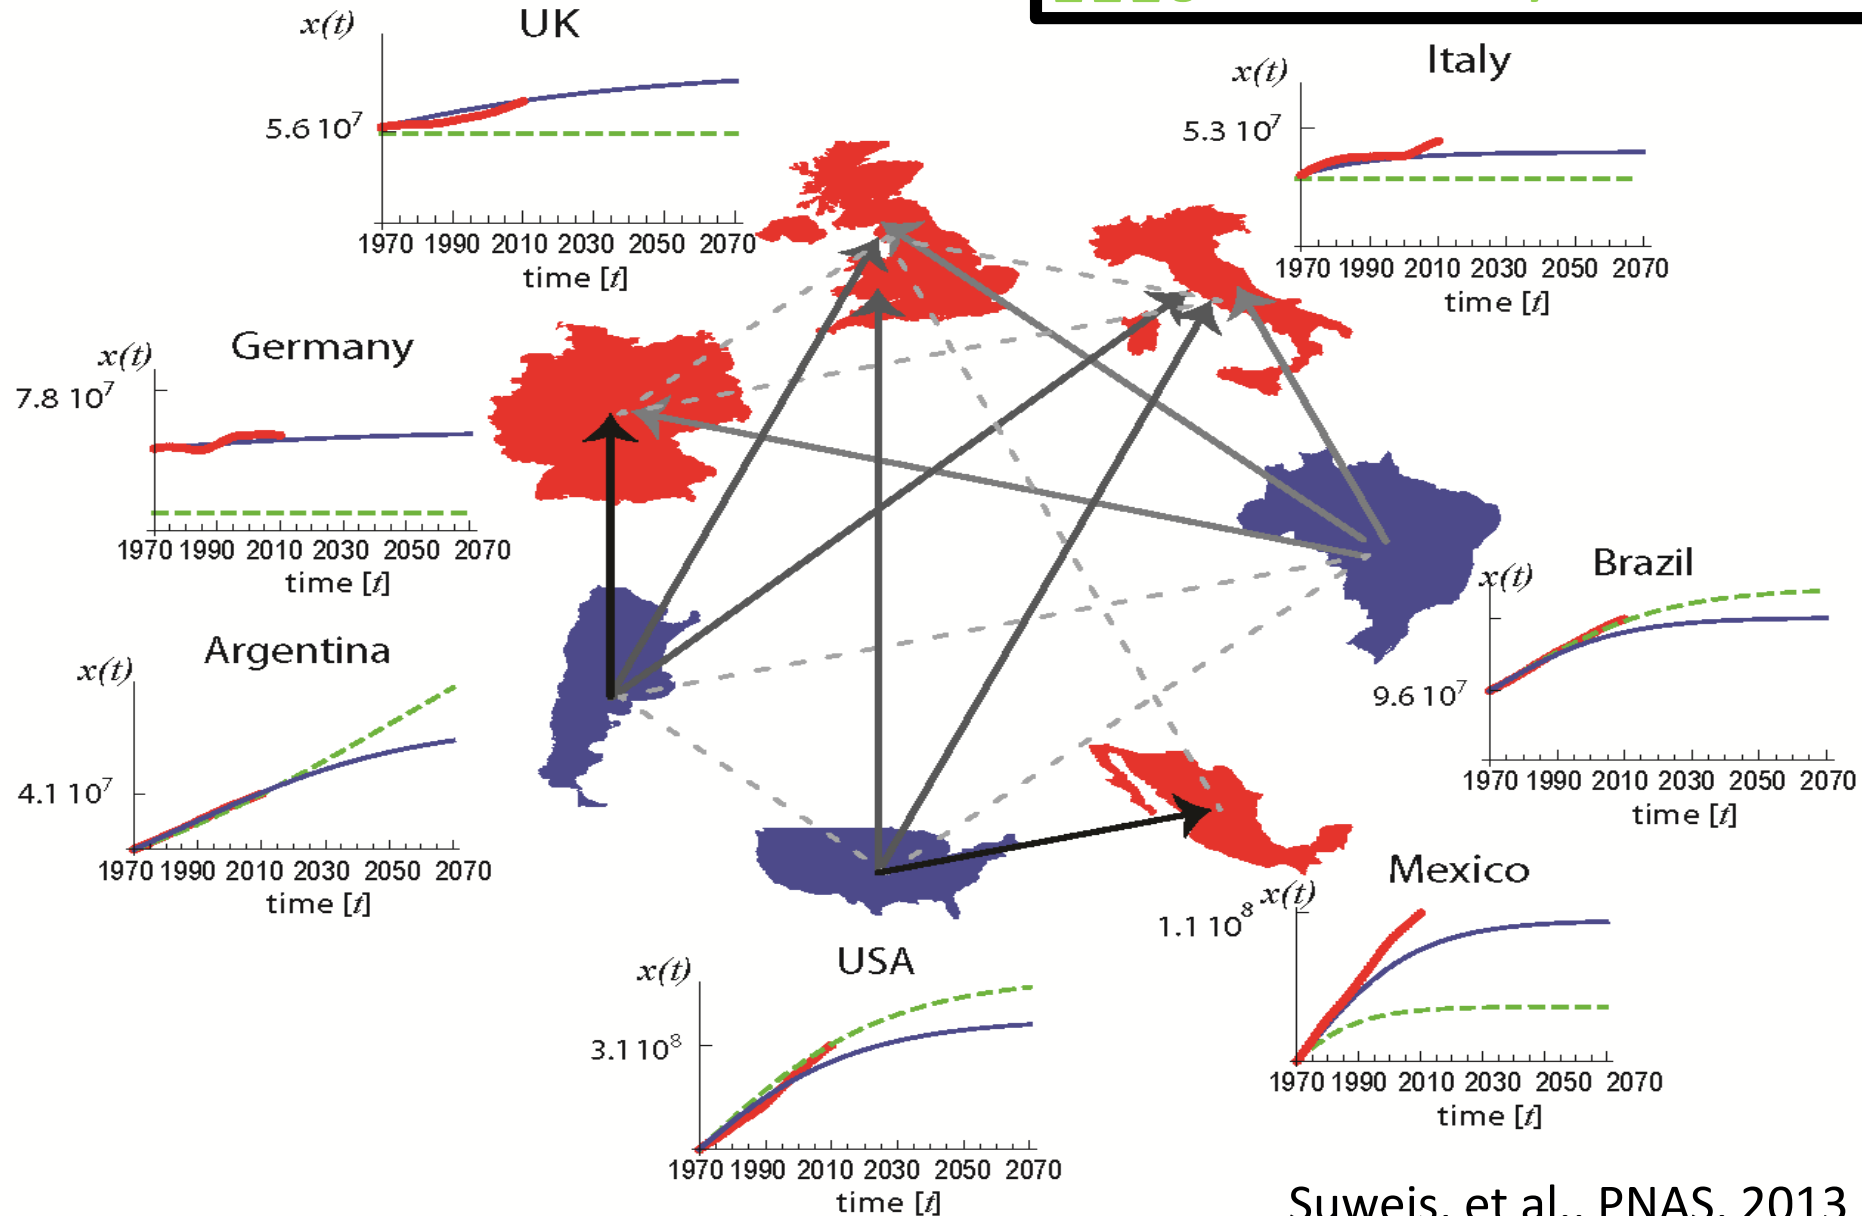 UK
x(t)
5.6 10⁷
1970 1990 2010 2030 2050 2070
time [t]
Italy
x(t)
5.3 10⁷
1970 1990 2010 2030 2050 2070
time [t]
Germany
x(t)
7.8 10⁷
1970 1990 2010 2030 2050 2070
time [t]
Brazil
x(t)
9.6 10⁷
1970 1990 2010 2030 2050 2070
time [t]
Argentina
x(t)
4.1 10⁷
1970 1990 2010 2030 2050 2070
time [t]
Mexico
x(t)
1.1 10⁸
1970 1990 2010 2030 2050 2070
time [t]
USA
x(t)
3.1 10⁸
1970 1990 2010 2030 2050 2070
time [t]
Suweis, et al., PNAS, 2013